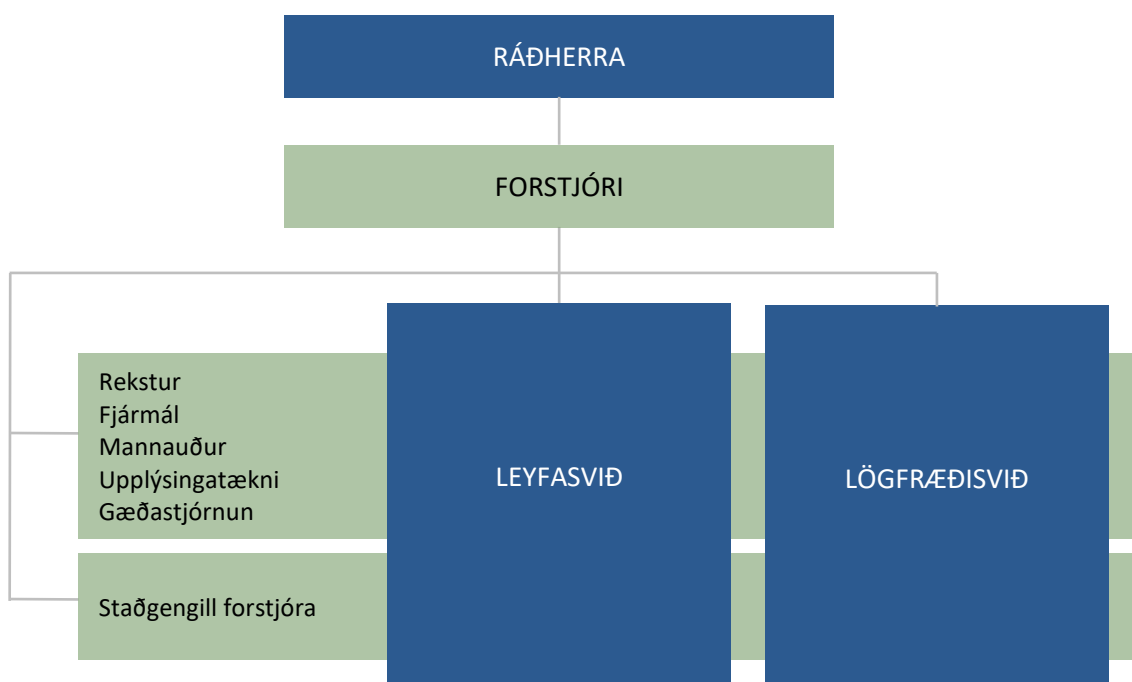 RÁÐHERRA
FORSTJÓRI
Rekstur
Fjármál
Mannauður
Upplýsingatækni
Gæðastjórnun
LEYFASVIÐ
LÖGFRÆÐISVIÐ
Staðgengill forstjóra